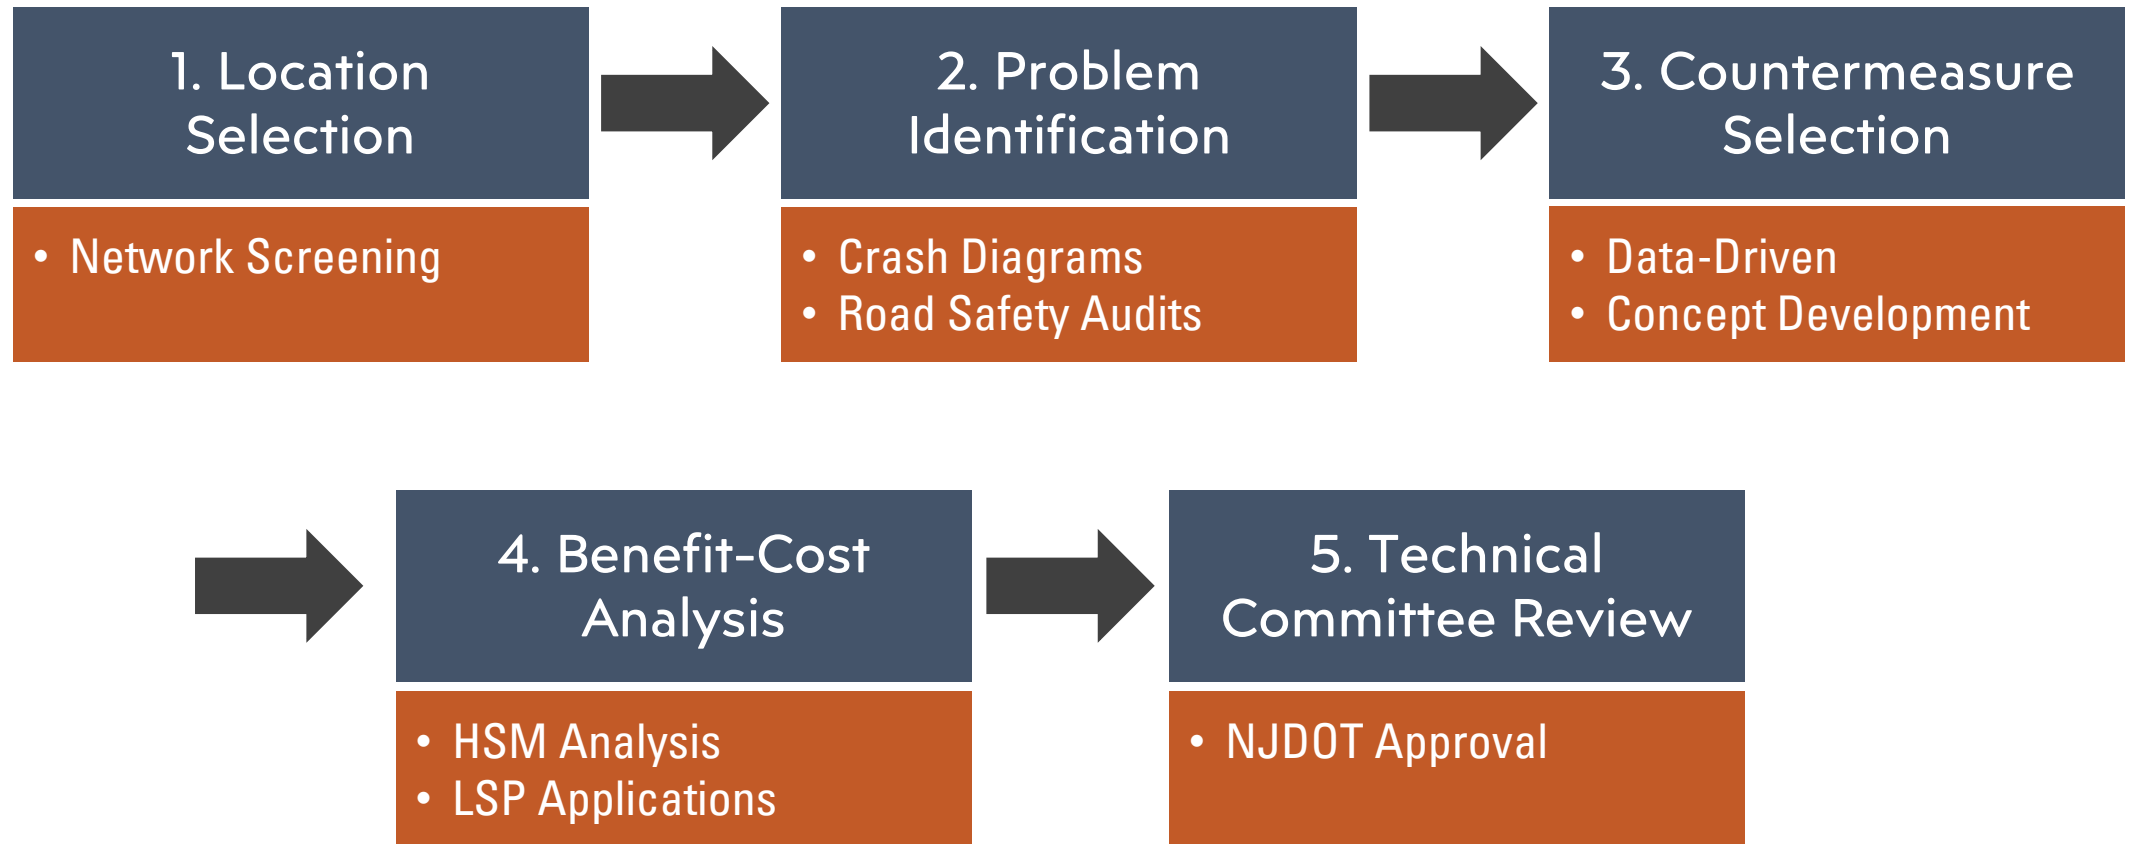 1. Location
Selection
• Network Screening
2. Problem
Identification
• Crash Diagrams
• Road Safety Audits
3. Countermeasure
Selection
• Data-Driven
• Concept Development
4. Benefit-Cost
Analysis
• HSM Analysis
• LSP Applications
5. Technical
Committee Review
• NJDOT Approval